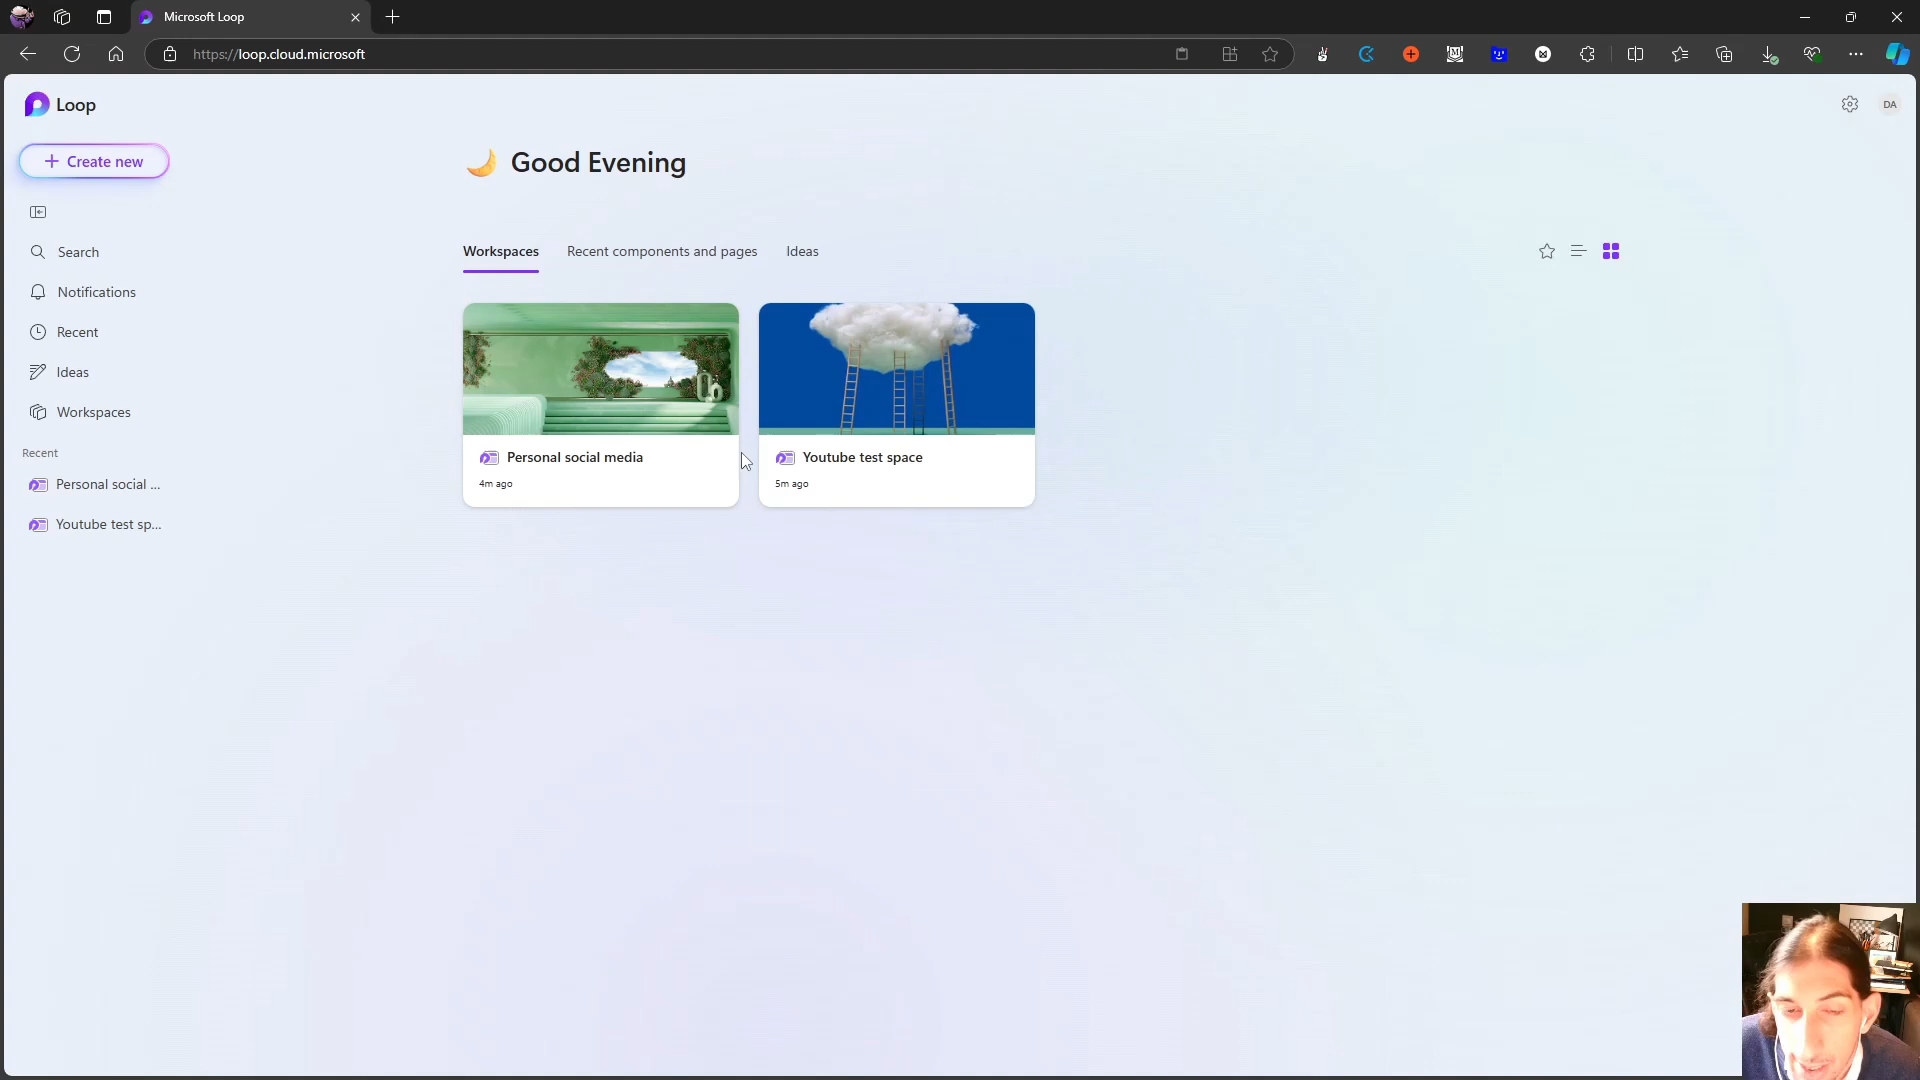 Microsoft Loop
https://loop.cloud.microsoft
Loop
DA
Create new
Good Evening
Search
Notifications
Recent
Ideas
Workspaces
Recent
Personal social ...
Youtube test sp...
Workspaces
Recent components and pages
Ideas
Personal social media
4m ago
Youtube test space
5m ago